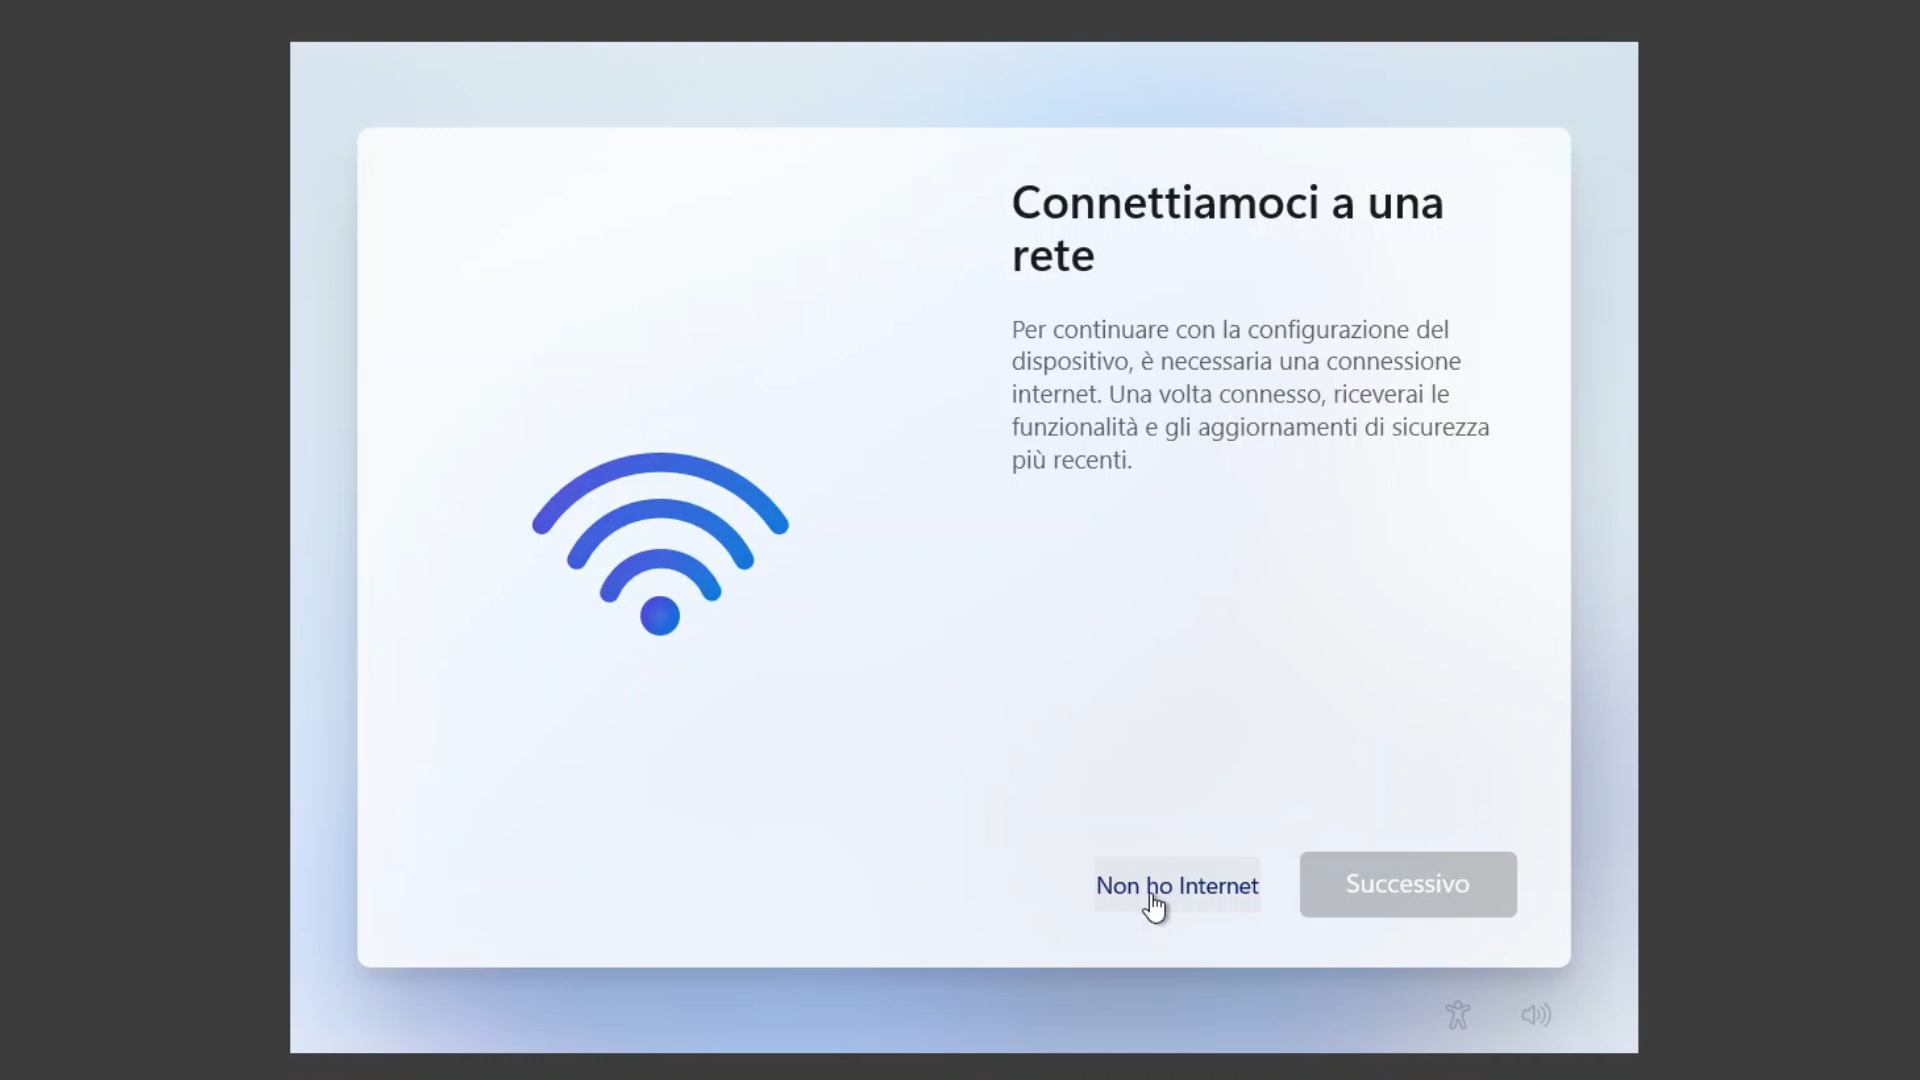 Connettiamoci a una
rete
Per continuare con la configurazione del
dispositivo, è necessaria una connessione
internet. Una volta connesso, riceverai le
funzionalità e gli aggiornamenti di sicurezza
più recenti.
Non ho Internet
Successivo